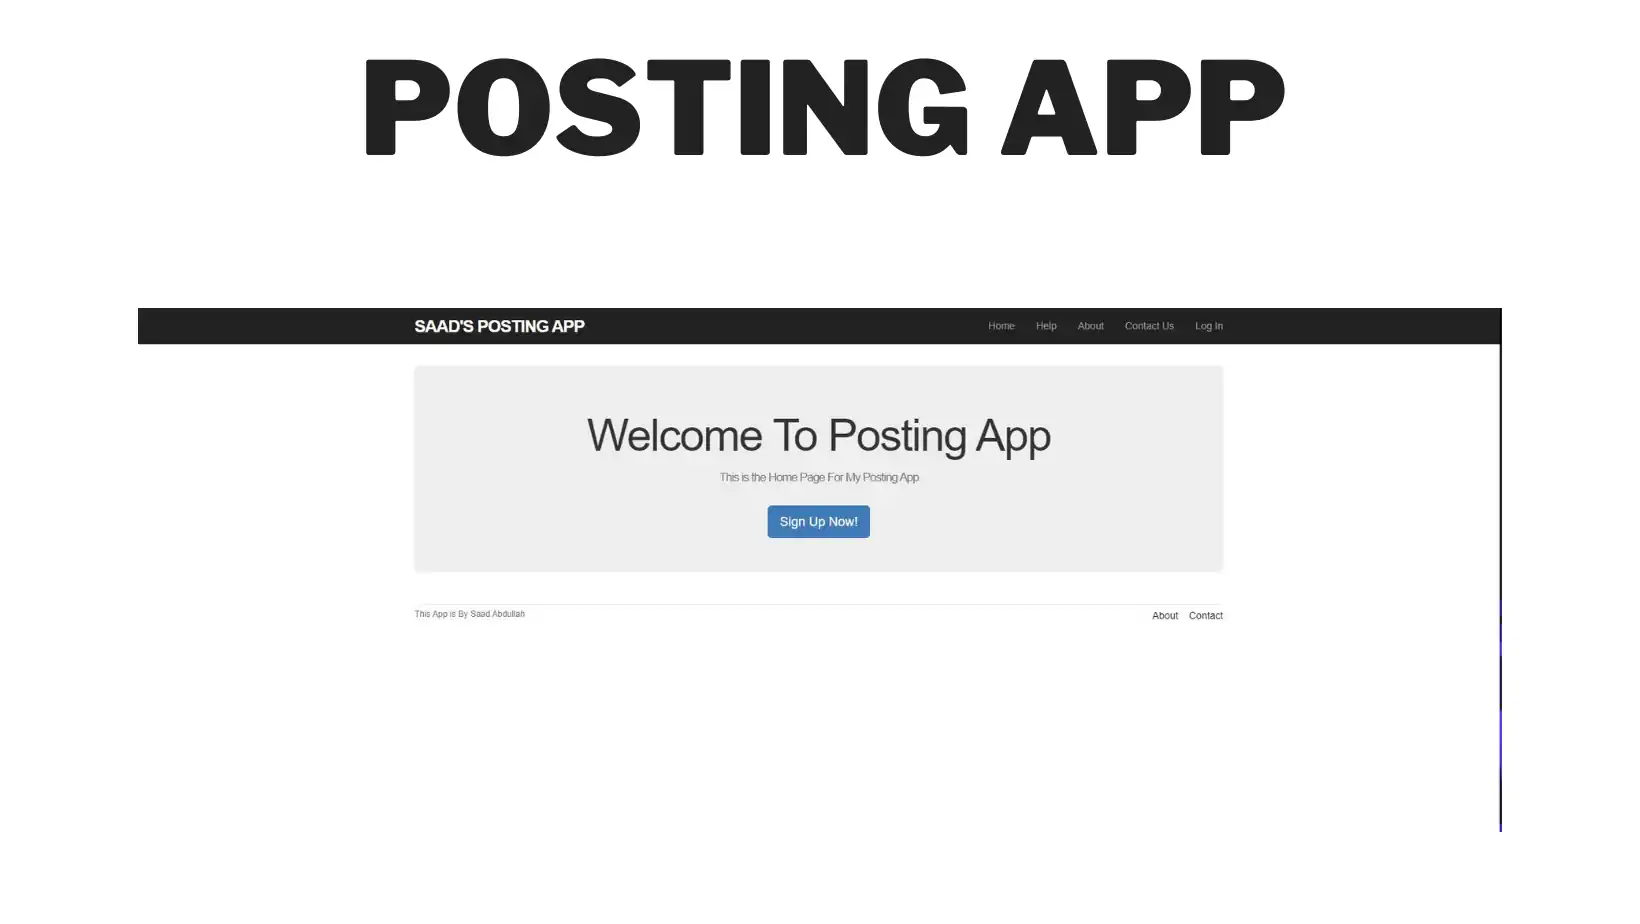 POSTING APP
SAAD'S POSTING APP Home Help About Contact Us Log In
Welcome To Posting App
This is the Home Page For My Posting App
Sign Up Now!
This App is By Saad Abdullah About Contact